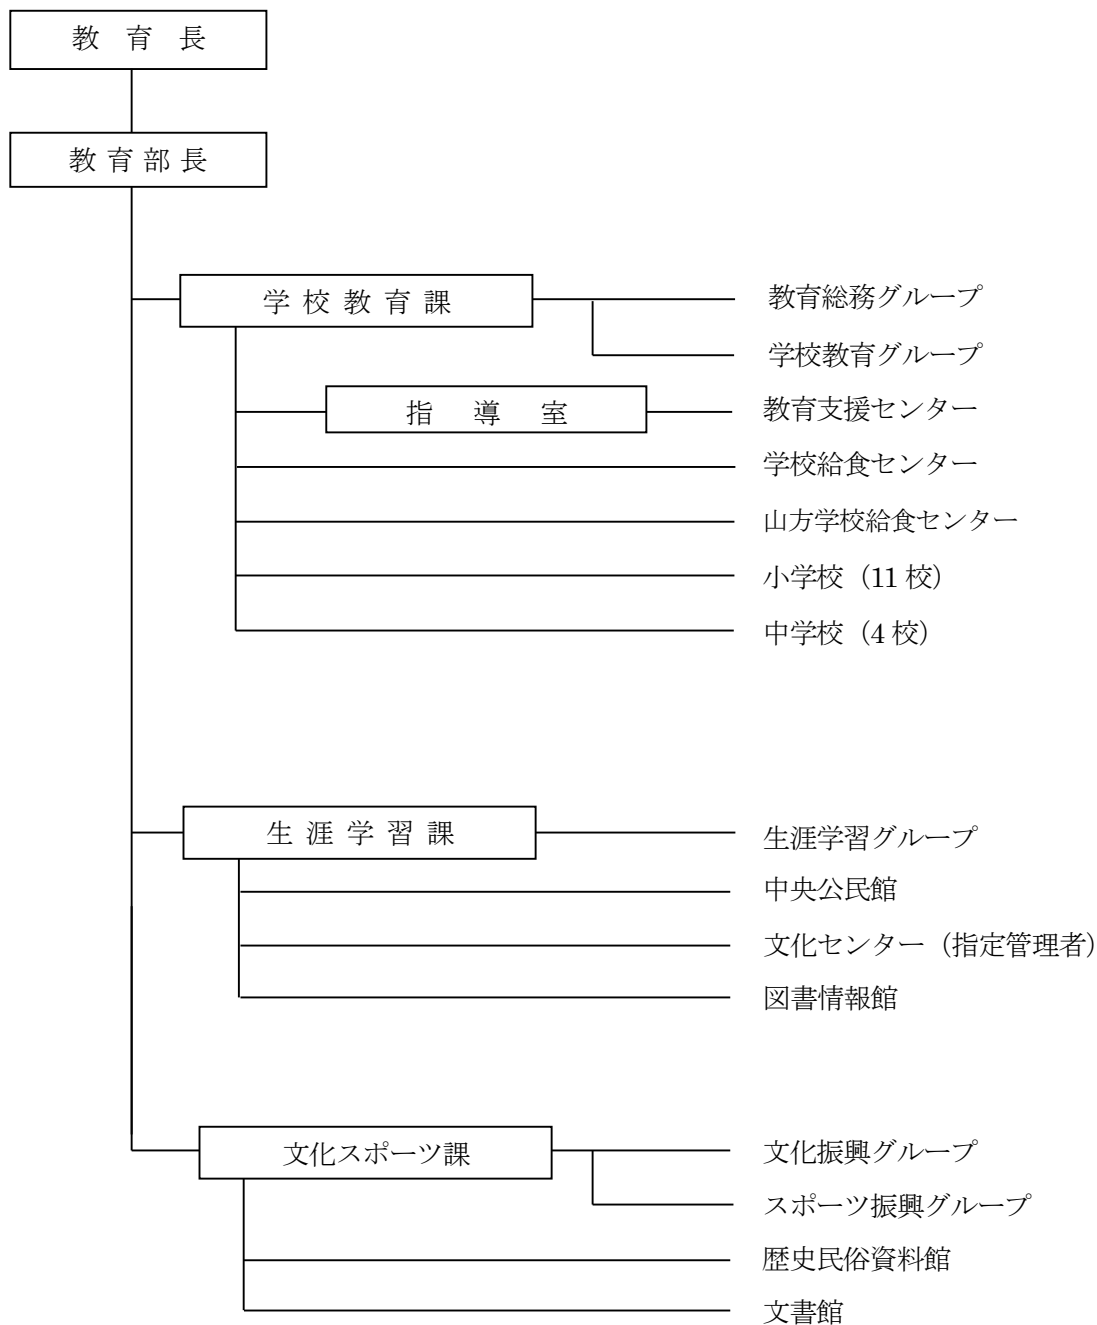 教育長
教育部長
学校教育課
教育総務グループ
学校教育グループ
指導室
教育支援センター
学校給食センター
山方学校給食センター
小学校（11 校）
中学校（4 校）
生涯学習課
生涯学習グループ
中央公民館
文化センター（指定管理者）
図書情報館
文化スポーツ課
文化振興グループ
スポーツ振興グループ
歴史民俗資料館
文書館